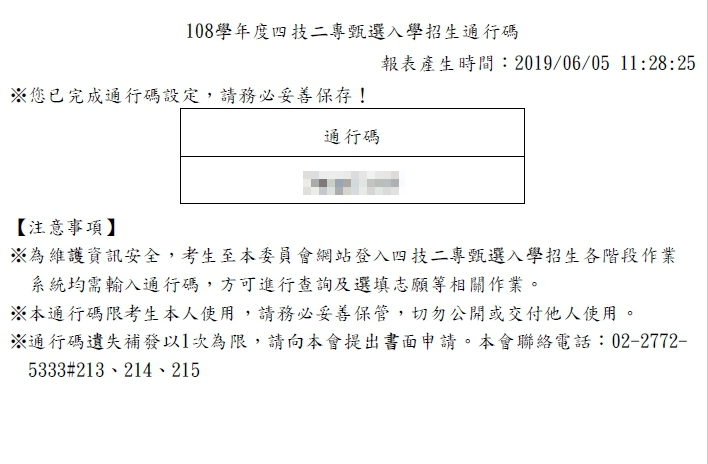 108學年度四技二專甄選入學招生通行碼
報表產生時間：2019/06/05 11:28:25
※您已完成通行碼設定，請務必妥善保存！
通行碼
【注意事項】
※為維護資訊安全，考生至本委員會網站登入四技二專甄選入學招生各階段作業
系統均需輸入通行碼，方可進行查詢及選填志願等相關作業。
※本通行碼限考生本人使用，請務必妥善保管，切勿公開或交付他人使用。
※通行碼遺失補發以1次為限，請向本會提出書面申請。本會聯絡電話：02-2772-
5333#213、214、215